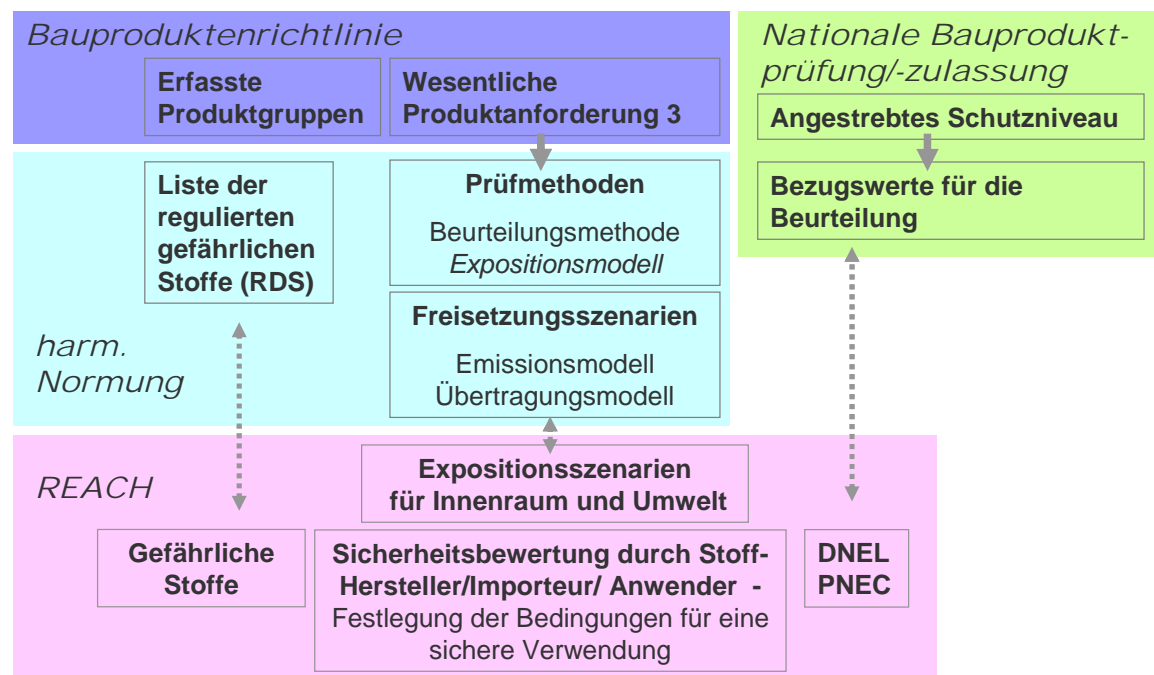 Bauproduktenrichtlinie
Erfasste
Produktgruppen
Wesentliche
Produktanforderung 3
Nationale Bauprodukt-
prüfung/-zulassung
Angestrebtes Schutzniveau
Bezugswerte für die
Beurteilung
Liste der
regulierten
gefährlichen
Stoffe (RDS)
Prüfmethoden
Beurteilungsmethode
Expositionsmodell
Freisetzungsszenarien
Emissionsmodell
Übertragungsmodell
harm.
Normung
REACH
Expositionsszenarien
für Innenraum und Umwelt
Gefährliche
Stoffe
Sicherheitsbewertung durch Stoff-
Hersteller/Importeur/ Anwender -
Festlegung der Bedingungen für eine
sichere Verwendung
DNEL
PNEC